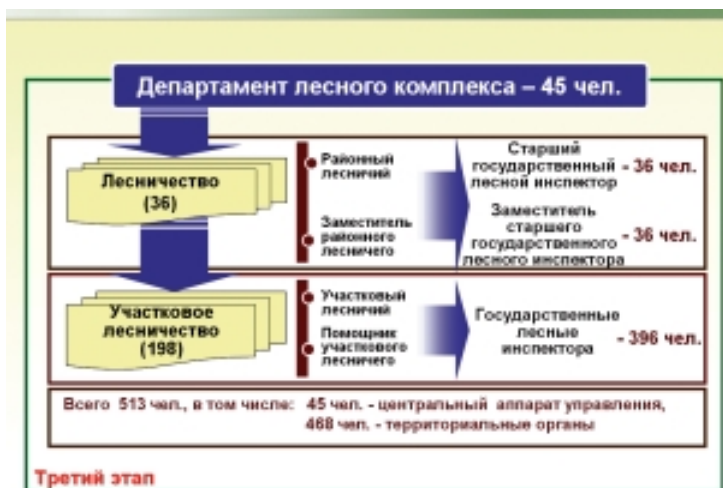 Департамент лесного комплекса – 45 чел.
Лесничество
(36)
Районный
лесничий
Заместитель
районного
лесничего
Старший
государственный
лесной инспектор
- 36 чел.
Заместитель
старшего
государственного
лесного инспектора
- 36 чел.
Участковое
лесничество
(198)
Участковый
лесничий
Помощник
участкового
лесничего
Государственные
лесные
инспектора
- 396 чел.
Всего 513 чел., в том числе: 45 чел. - центральный аппарат управления,
468 чел. - территориальные органы
Третий этап